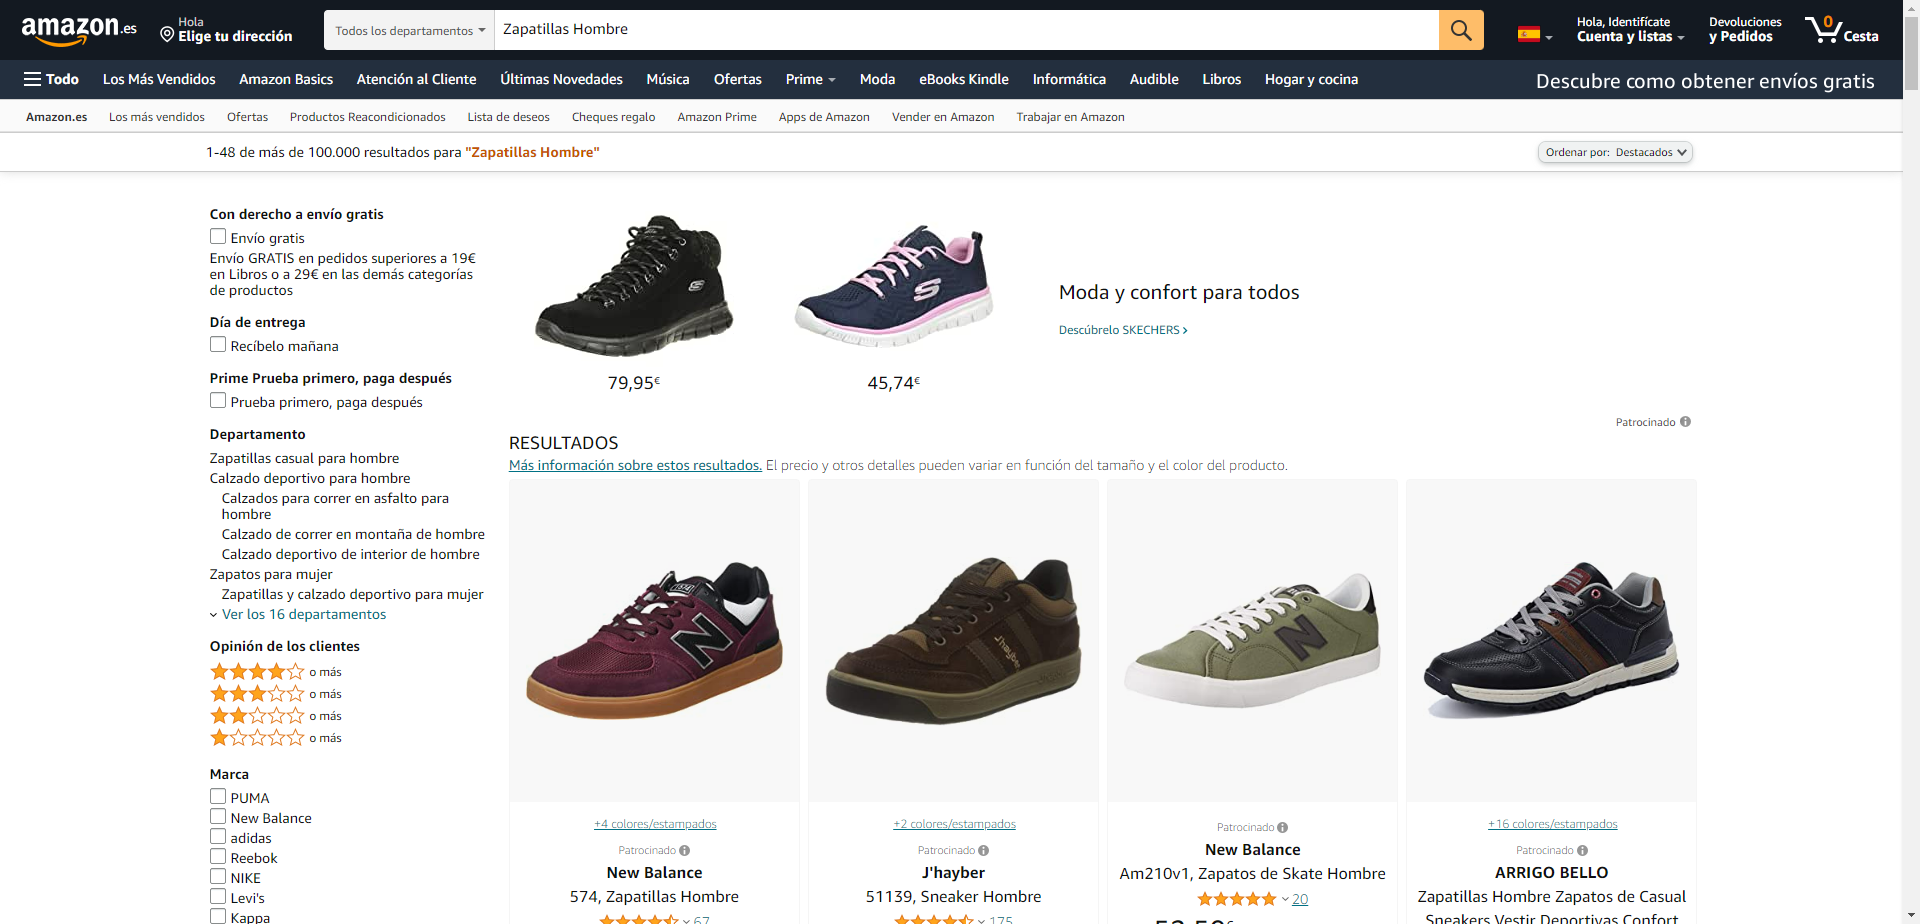 amazon.es
Hola
Elige tu dirección
Todos los departamentos
Zapatillas Hombre
Hola, Identifícate
Cuenta y listas
Devoluciones
y Pedidos
0
Cesta
Todo
Los Más Vendidos
Amazon Basics
Atención al Cliente
Últimas Novedades
Música
Ofertas
Prime
Moda
eBooks Kindle
Informática
Audible
Libros
Hogar y cocina
Descubre como obtener envíos gratis
Amazon.es
Los más vendidos
Ofertas
Productos Reacondicionados
Lista de deseos
Cheques regalo
Amazon Prime
Apps de Amazon
Vender en Amazon
Trabajar en Amazon
1-48 de más de 100.000 resultados para "Zapatillas Hombre"
Ordenar por: Destacados
Con derecho a envío gratis
Envío gratis
Envío GRATIS en pedidos superiores a 19€
en Libros o a 29€ en las demás categorías
de productos
Día de entrega
Recíbelo mañana
Prime Prueba primero, paga después
Prueba primero, paga después
Departamento
Zapatillas casual para hombre
Calzado deportivo para hombre
Calzados para correr en asfalto para
hombre
Calzado de correr en montaña de hombre
Calzado deportivo de interior de hombre
Zapatos para mujer
Zapatillas y calzado deportivo para mujer
Ver los 16 departamentos
Opinión de los clientes
o más
o más
o más
o más
Marca
PUMA
New Balance
adidas
Reebok
NIKE
Levi's
Kappa
79,95€
45,74€
Moda y confort para todos
Descúbrelo SKECHERS ›
Patrocinado
RESULTADOS
Más información sobre estos resultados. El precio y otros detalles pueden variar en función del tamaño y el color del producto.
J'hayber
+4 colores/estampados
Patrocinado
New Balance
574, Zapatillas Hombre
67
+2 colores/estampados
Patrocinado
J'hayber
51139, Sneaker Hombre
175
Patrocinado
New Balance
Am210v1, Zapatos de Skate Hombre
20
52,50€
+16 colores/estampados
Patrocinado
ARRIGO BELLO
Zapatillas Hombre Zapatos de Casual
Sneakers Vestir Deportivas Confort